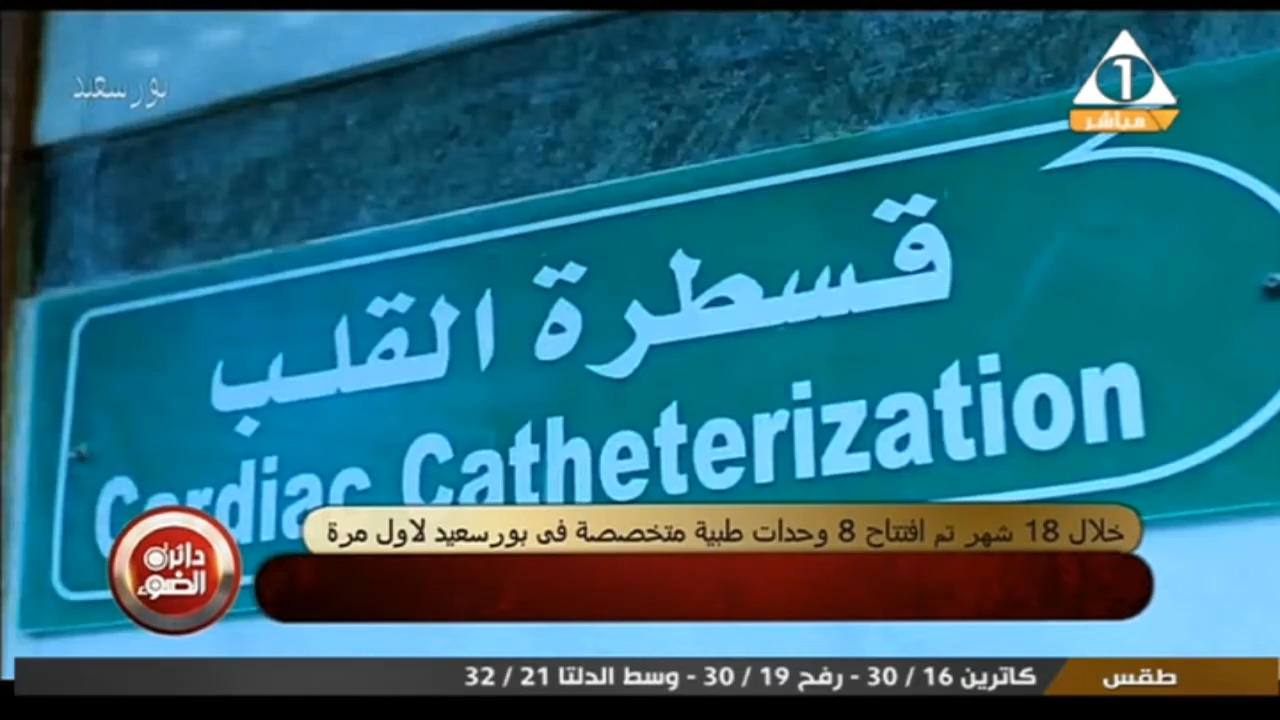 بورسعيد
1
مباشر
قسطرة القلب
Cardiac Catheterization
خلال 18 شهر تم افتتاح 8 وحدات طبية متخصصة فى بورسعيد لاول مرة
دائرة
الضوء
طقس
كاترين 16 / 30 - رفح 19 / 30 - وسط الدلتا 21 / 32